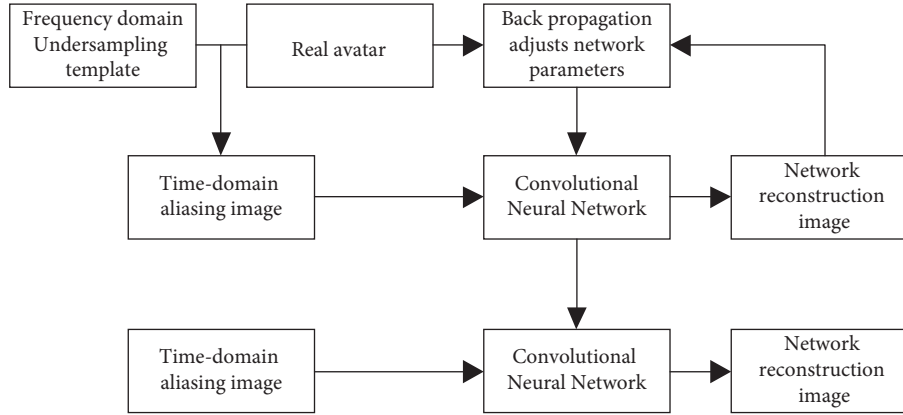 Frequency domain
Undersampling
template
Real avatar
Back propagation
adjusts network
parameters
Time-domain
aliasing image
Convolutional
Neural Network
Network
reconstruction
image
Time-domain
aliasing image
Convolutional
Neural Network
Network
reconstruction
image